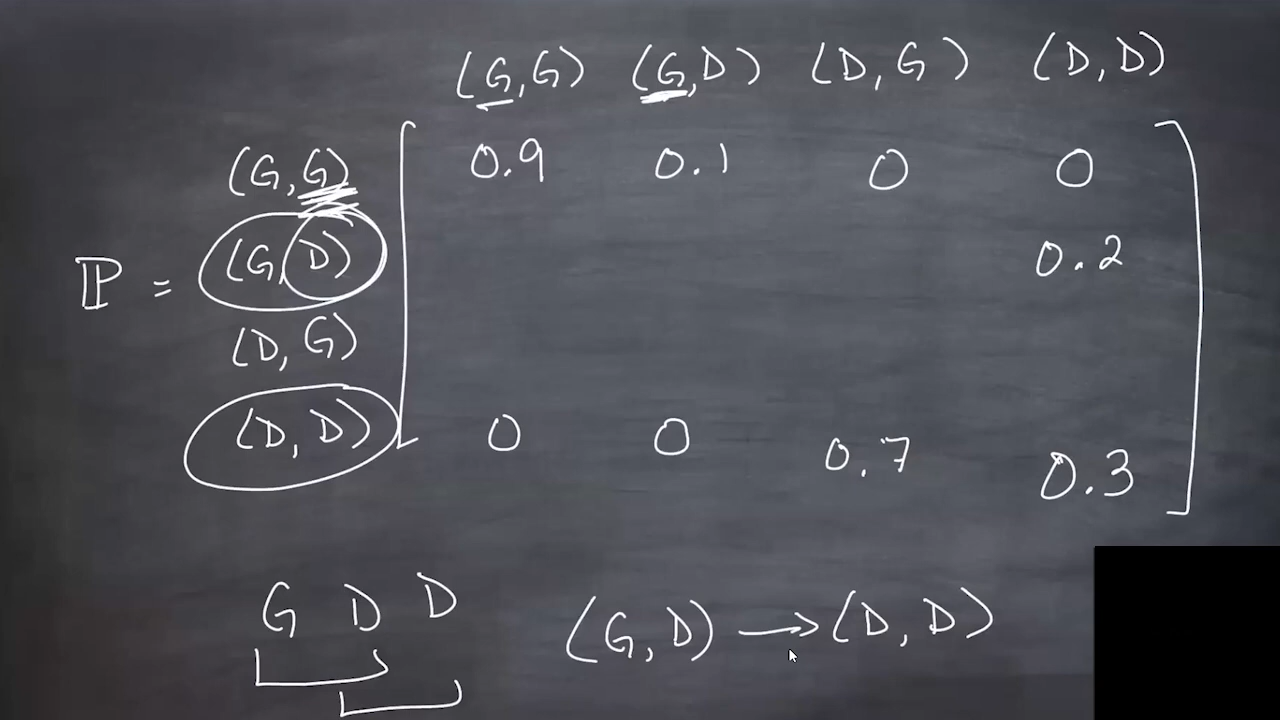 (G,G) (G,D) (D,G) (D,D)
(G,G) 0.9 0.1 0 0
(G,D) 0.2
ℙ =
(D,G)
(D,D) 0 0 0.7 0.3
G D D (G,D) → (D,D)